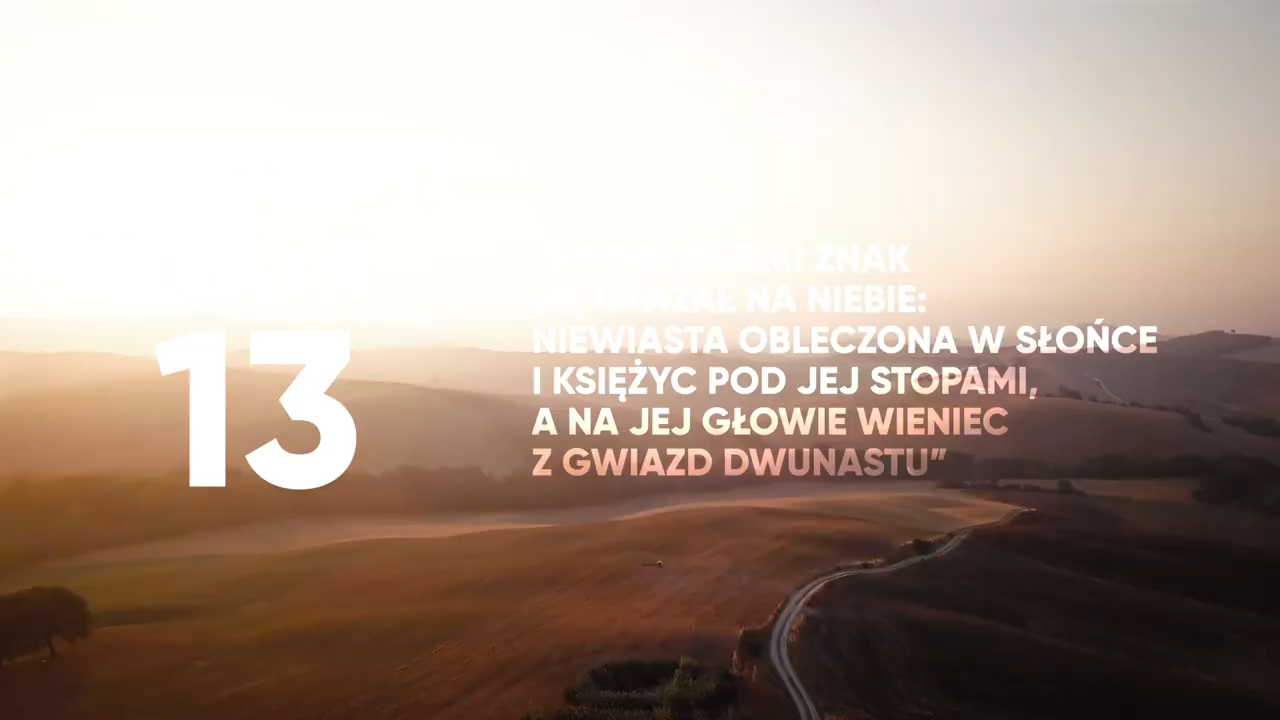 13
ZNAK
NA NIEBIE:
NIEWIASTA OBLECZONA W SŁOŃCE
I KSIĘŻYC POD JEJ STOPAMI,
A NA JEJ GŁOWIE WIENIEC
Z GWIAZD DWUNASTU”